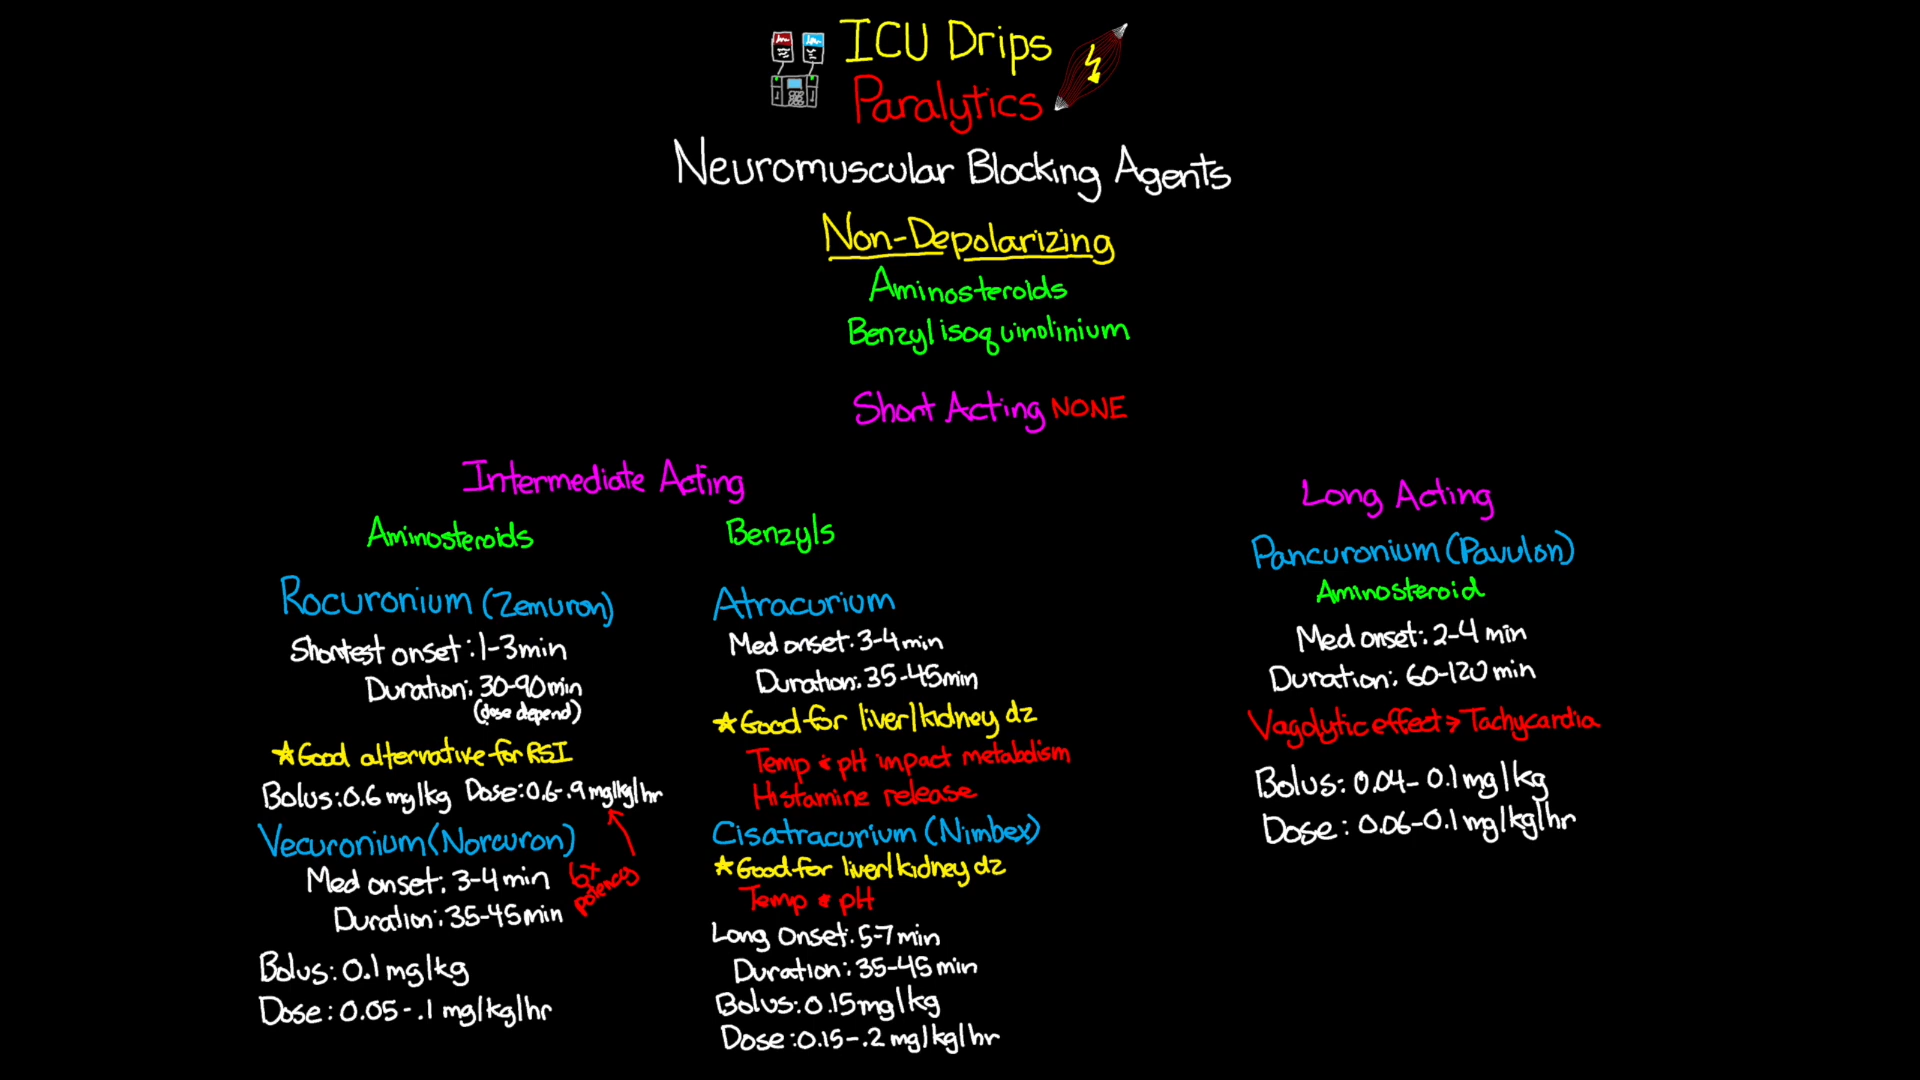 ICU Drips
Paralytics
Neuromuscular Blocking Agents
Non-Depolarizing
Aminosteroids
Benzylisoquinolinium
Short Acting NONE
Intermediate Acting
Aminosteroids
Rocuronium (Zemuron)
Shortest onset: 1-3min
Duration: 30-90min
(dose depend)
★Good alternative for RSI
Bolus: 0.6 mg/kg Dose: 0.6-.9 mg/kg/hr
Vecuronium (Norcuron)
6x potency
Med onset: 3-4 min
Duration: 35-45min
Bolus: 0.1 mg/kg
Dose: 0.05-.1 mg/kg/hr
Benzyls
Atracurium
Med onset: 3-4 min
Duration: 35-45min
★Good for liver/kidney dz
Temp & pH impact metabolism
Histamine release
Cisatracurium (Nimbex)
★Good for liver/kidney dz
Temp & pH
Long Onset: 5-7min
Duration: 35-45 min
Bolus: 0.15mg/kg
Dose: 0.15-.2 mg/kg/hr
Long Acting
Pancuronium (Pavulon)
Aminosteroid
Med onset: 2-4 min
Duration: 60-120 min
Vagolytic effect → Tachycardia
Bolus: 0.04-0.1mg/kg
Dose: 0.06-0.1mg/kg/hr